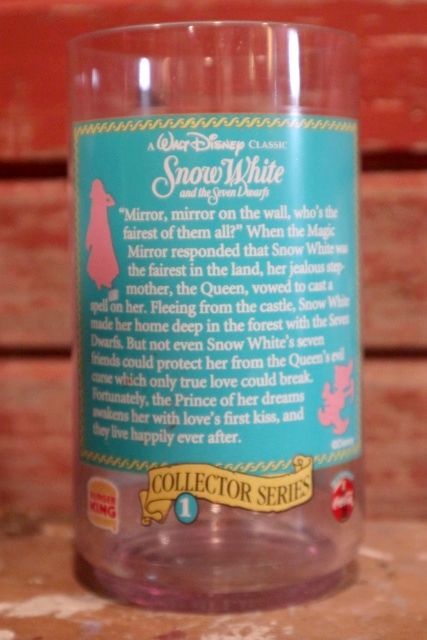 A WALT DISNEY CLASSIC
Snow White
and the Seven Dwarfs
"Mirror, mirror on the wall, who's the
fairest of them all?" When the Magic
Mirror responded that Snow White was
the fairest in the land, her jealous step-
mother, the Queen, vowed to cast a
spell on her. Fleeing from the castle, Snow White
made her home deep in the forest with the Seven
Dwarfs. But not even Snow White's seven
friends could protect her from the Queen's evil
curse which only true love could break.
Fortunately, the Prince of her dreams
awakens her with love's first kiss, and
they live happily ever after.
©Disney
COLLECTOR SERIES
1
BURGER
KING